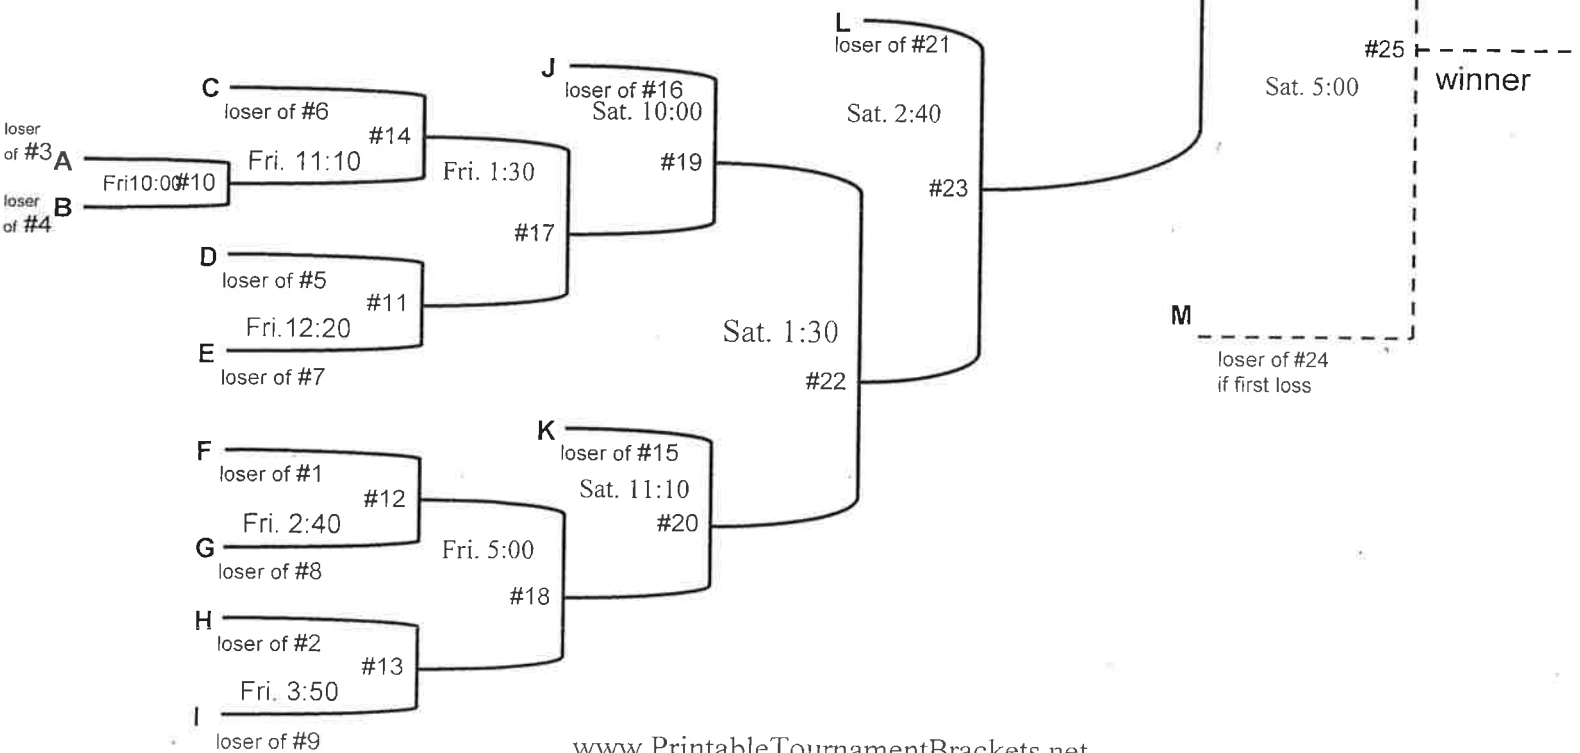 L
loser of #21
#25
winner
Sat. 5:00
J
loser of #16
Sat. 10:00
Sat. 2:40
C
loser of #6
#14
Fri. 11:10
loser
of #3 A
Fri10:00 #10
loser
of #4 B
Fri. 1:30
#19
#23
#17
D
loser of #5
#11
Fri.12:20
E
loser of #7
Sat. 1:30
#22
M
loser of #24
if first loss
F
loser of #1
#12
Fri. 2:40
G
loser of #8
K
loser of #15
Sat. 11:10
#20
Fri. 5:00
#18
H
loser of #2
#13
Fri. 3:50
I
loser of #9
www.PrintableTournamentBrackets.net